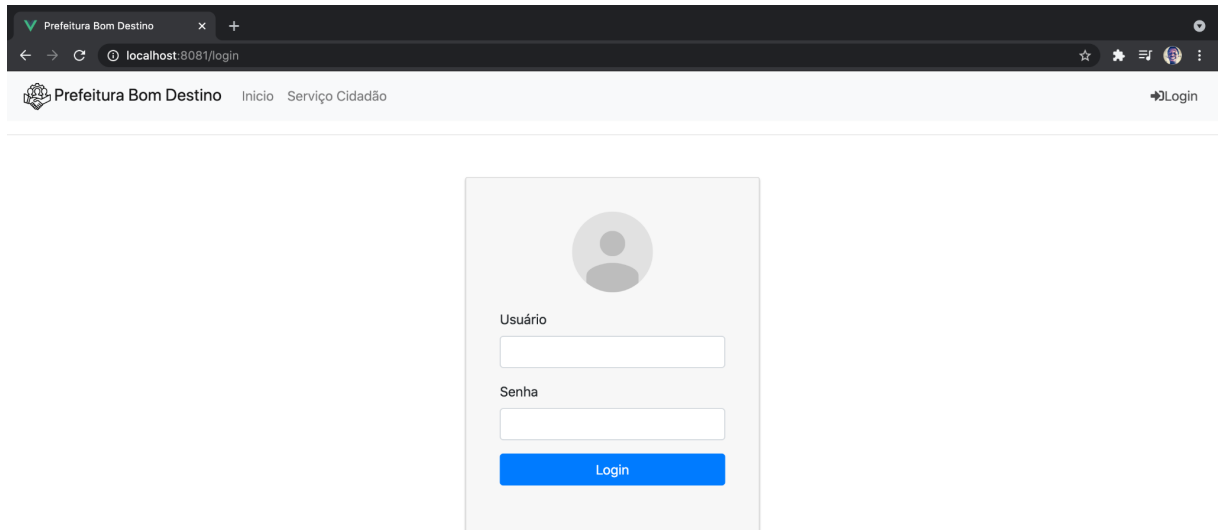 Prefeitura Bom Destino
localhost:8081/login
Prefeitura Bom Destino Inicio Serviço Cidadão Login
Usuário
Senha
Login